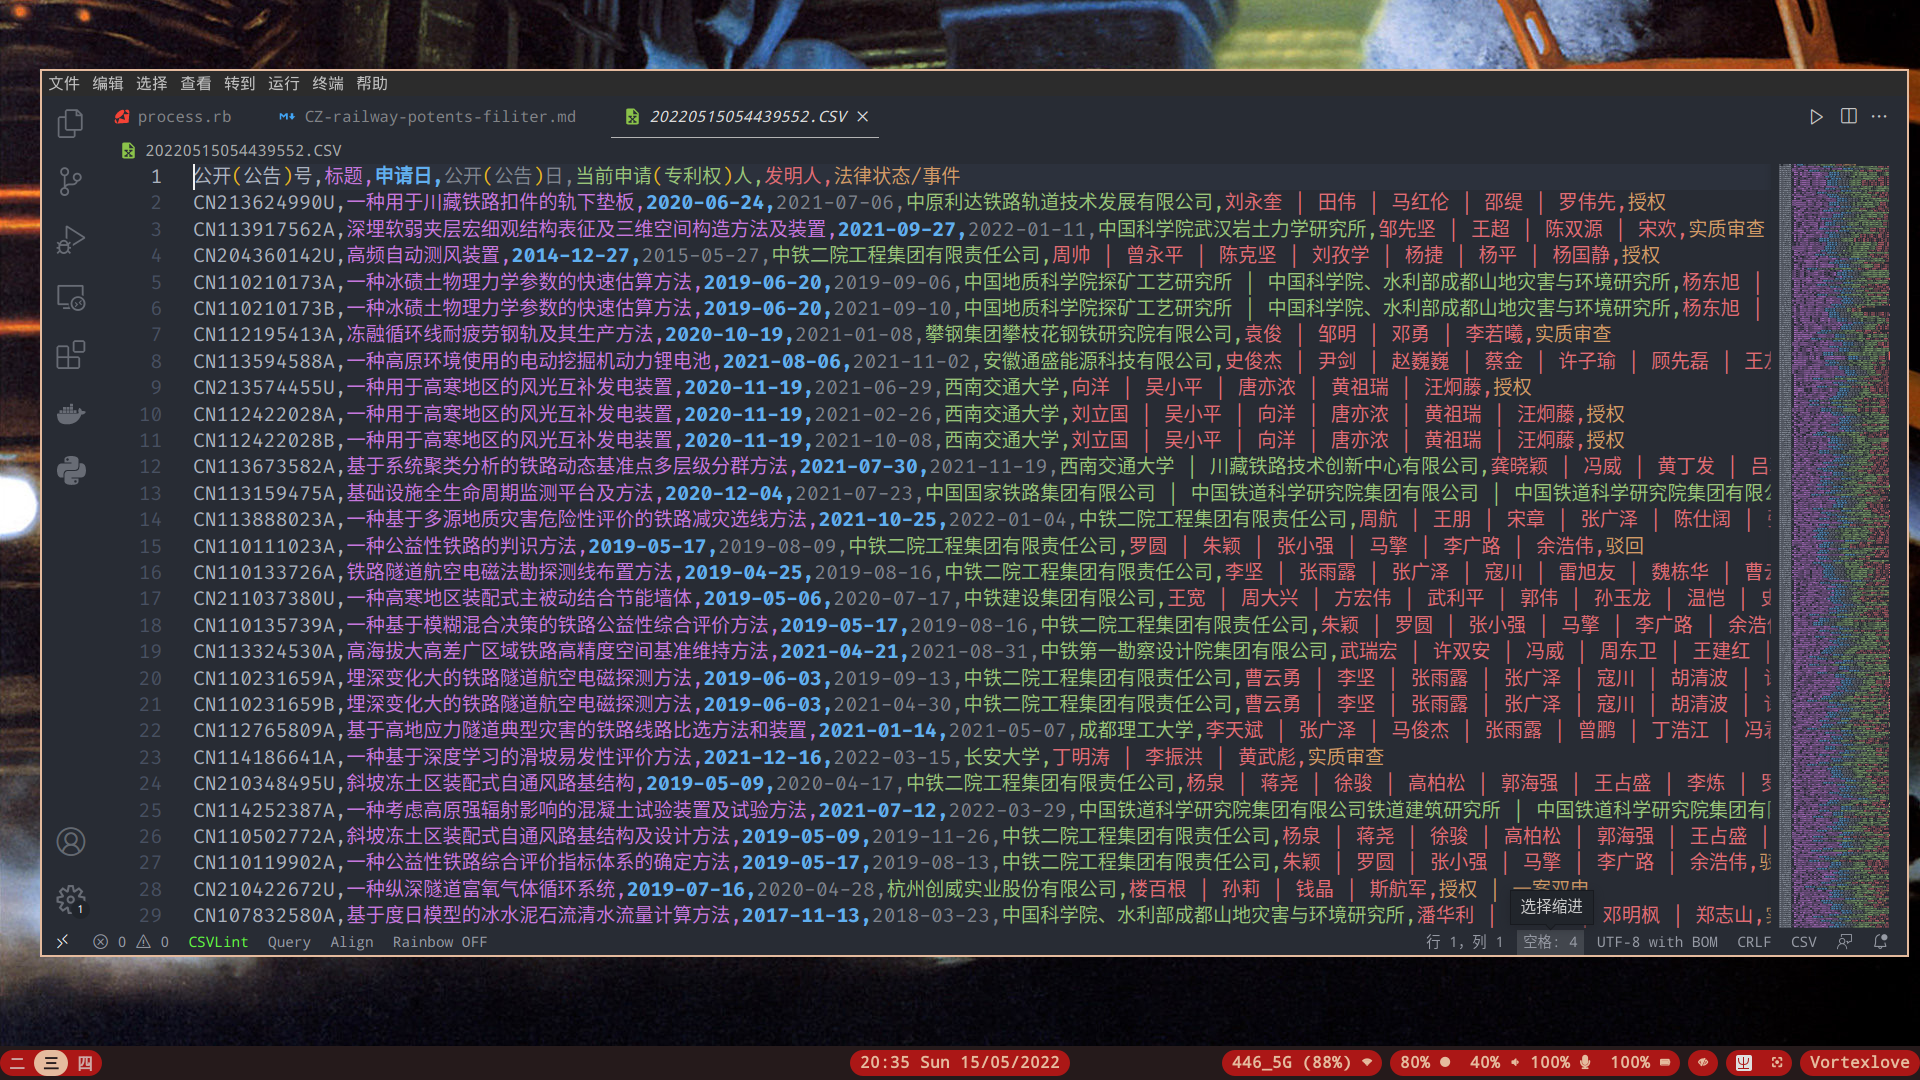 文件 编辑 选择 查看 转到 运行 终端 帮助
process.rb CZ-railway-potents-filiter.md 20220515054439552.CSV
20220515054439552.CSV
1 公开(公告)号,标题,申请日,公开(公告)日,当前申请(专利权)人,发明人,法律状态/事件
2 CN213624990U,一种用于川藏铁路扣件的轨下垫板,2020-06-24,2021-07-06,中原利达铁路轨道技术发展有限公司,刘永奎 | 田伟 | 马红伦 | 邵缇 | 罗伟先,授权
3 CN113917562A,深埋软弱夹层宏细观结构表征及三维空间构造方法及装置,2021-09-27,2022-01-11,中国科学院武汉岩土力学研究所,邹先坚 | 王超 | 陈双源 | 宋欢,实质审查
4 CN204360142U,高频自动测风装置,2014-12-27,2015-05-27,中铁二院工程集团有限责任公司,周帅 | 曾永平 | 陈克坚 | 刘孜学 | 杨捷 | 杨平 | 杨国静,授权
5 CN110210173A,一种冰碛土物理力学参数的快速估算方法,2019-06-20,2019-09-06,中国地质科学院探矿工艺研究所 | 中国科学院、水利部成都山地灾害与环境研究所,杨东旭 |
6 CN110210173B,一种冰碛土物理力学参数的快速估算方法,2019-06-20,2021-09-10,中国地质科学院探矿工艺研究所 | 中国科学院、水利部成都山地灾害与环境研究所,杨东旭 |
7 CN112195413A,冻融循环线耐疲劳钢轨及其生产方法,2020-10-19,2021-01-08,攀钢集团攀枝花钢铁研究院有限公司,袁俊 | 邹明 | 邓勇 | 李若曦,实质审查
8 CN113594588A,一种高原环境使用的电动挖掘机动力锂电池,2021-08-06,2021-11-02,安徽通盛能源科技有限公司,史俊杰 | 尹剑 | 赵巍巍 | 蔡金 | 许子瑜 | 顾先磊 |
9 CN213574455U,一种用于高寒地区的风光互补发电装置,2020-11-19,2021-06-29,西南交通大学,向洋 | 吴小平 | 唐亦浓 | 黄祖瑞 | 汪炯藤,授权
10 CN112422028A,一种用于高寒地区的风光互补发电装置,2020-11-19,2021-02-26,西南交通大学,刘立国 | 吴小平 | 向洋 | 唐亦浓 | 黄祖瑞 | 汪炯藤,授权
11 CN112422028B,一种用于高寒地区的风光互补发电装置,2020-11-19,2021-10-08,西南交通大学,刘立国 | 吴小平 | 向洋 | 唐亦浓 | 黄祖瑞 | 汪炯藤,授权
12 CN113673582A,基于系统聚类分析的铁路动态基准点多层级分群方法,2021-07-30,2021-11-19,西南交通大学 | 川藏铁路技术创新中心有限公司,龚晓颖 | 冯威 | 黄丁发 | 吕
13 CN113159475A,基础设施全生命周期监测平台及方法,2020-12-04,2021-07-23,中国国家铁路集团有限公司 | 中国铁道科学研究院集团有限公司 | 中国铁道科学研究院集团有限
14 CN113888023A,一种基于多源地质灾害危险性评价的铁路减灾选线方法,2021-10-25,2022-01-04,中铁二院工程集团有限责任公司,周航 | 王朋 | 宋章 | 张广泽 | 陈仕阔 |
15 CN110111023A,一种公益性铁路的判识方法,2019-05-17,2019-08-09,中铁二院工程集团有限责任公司,罗圆 | 朱颖 | 张小强 | 马擎 | 李广路 | 余浩伟,驳回
16 CN110133726A,铁路隧道航空电磁法勘探测线布置方法,2019-04-25,2019-08-16,中铁二院工程集团有限责任公司,李坚 | 张雨露 | 张广泽 | 寇川 | 雷旭友 | 魏栋华 | 曹
17 CN211037380U,一种高寒地区装配式主被动结合节能墙体,2019-05-06,2020-07-17,中铁建设集团有限公司,王宽 | 周大兴 | 方宏伟 | 武利平 | 郭伟 | 孙玉龙 | 温恺 |
18 CN110135739A,一种基于模糊混合决策的铁路公益性综合评价方法,2019-05-17,2019-08-16,中铁二院工程集团有限责任公司,朱颖 | 罗圆 | 张小强 | 马擎 | 李广路 | 余浩
19 CN113324530A,高海拔大高差广区域铁路高精度空间基准维持方法,2021-04-21,2021-08-31,中铁第一勘察设计院集团有限公司,武瑞宏 | 许双安 | 冯威 | 周东卫 | 王建红 |
20 CN110231659A,埋深变化大的铁路隧道航空电磁探测方法,2019-06-03,2019-09-13,中铁二院工程集团有限责任公司,曹云勇 | 李坚 | 张雨露 | 张广泽 | 寇川 | 胡清波 |
21 CN110231659B,埋深变化大的铁路隧道航空电磁探测方法,2019-06-03,2021-04-30,中铁二院工程集团有限责任公司,曹云勇 | 李坚 | 张雨露 | 张广泽 | 寇川 | 胡清波 |
22 CN112765809A,基于高地应力隧道典型灾害的铁路线路比选方法和装置,2021-01-14,2021-05-07,成都理工大学,李天斌 | 张广泽 | 马俊杰 | 张雨露 | 曾鹏 | 丁浩江 | 冯
23 CN114186641A,一种基于深度学习的滑坡易发性评价方法,2021-12-16,2022-03-15,长安大学,丁明涛 | 李振洪 | 黄武彪,实质审查
24 CN210348495U,斜坡冻土区装配式自通风路基结构,2019-05-09,2020-04-17,中铁二院工程集团有限责任公司,杨泉 | 蒋尧 | 徐骏 | 高柏松 | 郭海强 | 王占盛 | 李炼 |
25 CN114252387A,一种考虑高原强辐射影响的混凝土试验装置及试验方法,2021-07-12,2022-03-29,中国铁道科学研究院集团有限公司铁道建筑研究所 | 中国铁道科学研究院集团有
26 CN110502772A,斜坡冻土区装配式自通风路基结构及设计方法,2019-05-09,2019-11-26,中铁二院工程集团有限责任公司,杨泉 | 蒋尧 | 徐骏 | 高柏松 | 郭海强 | 王占盛 |
27 CN110119902A,一种公益性铁路综合评价指标体系的确定方法,2019-05-17,2019-08-13,中铁二院工程集团有限责任公司,朱颖 | 罗圆 | 张小强 | 马擎 | 李广路 | 余浩伟,
28 CN210422672U,一种纵深隧道富氧气体循环系统,2019-07-16,2020-04-28,杭州创威实业股份有限公司,楼百根 | 孙莉 | 钱晶 | 斯航军,授权 | 一案双申
29 CN107832580A,基于度日模型的冰水泥石流清水流量计算方法,2017-11-13,2018-03-23,中国科学院、水利部成都山地灾害与环境研究所,潘华利 | 邓明枫 | 郑志山,
选择缩进
0 0 CSVLint Query Align Rainbow OFF 行 1, 列 1 空格: 4 UTF-8 with BOM CRLF CSV
1
二 三 四 20:35 Sun 15/05/2022 446_5G (88%) 80% 40% 100% 100% Vortexlove